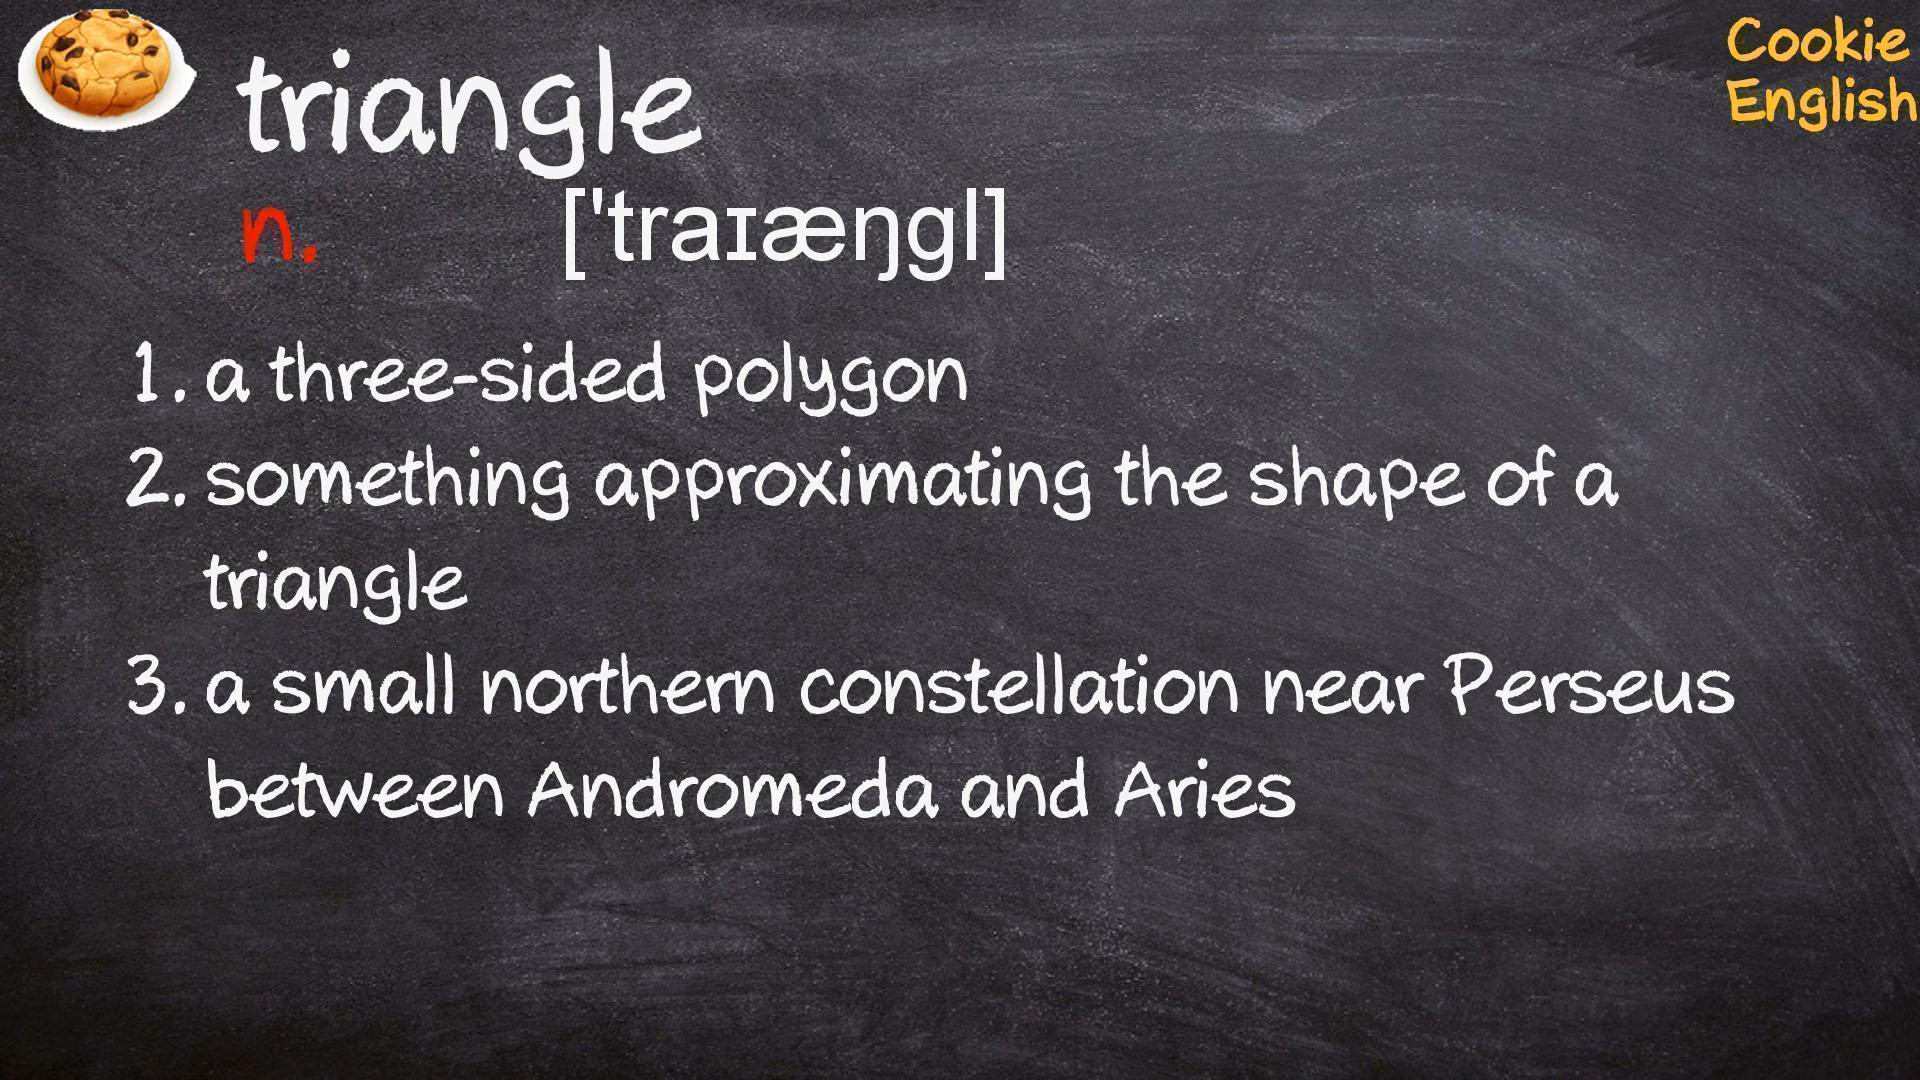 triangle
Cookie
English
n. ['traɪæŋgl]
1. a three-sided polygon
2. something approximating the shape of a
triangle
3. a small northern constellation near Perseus
between Andromeda and Aries